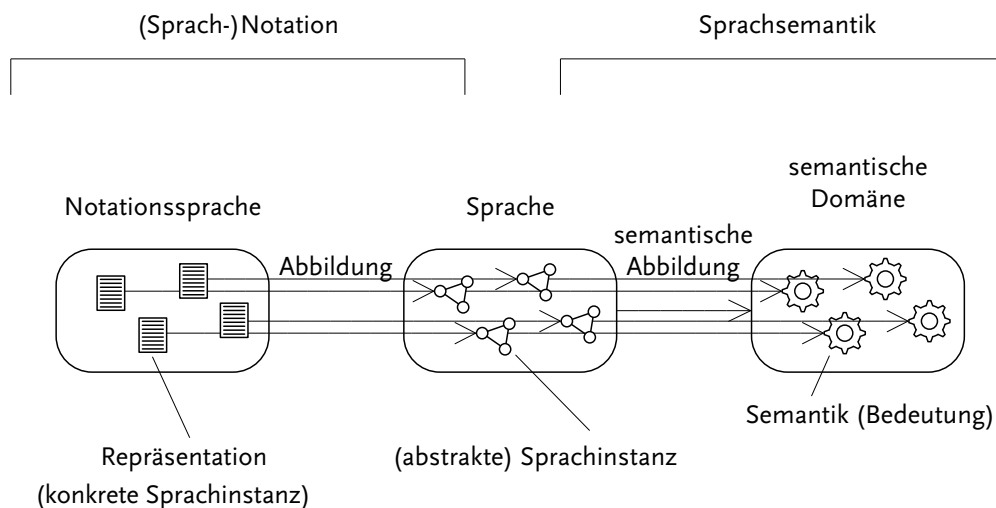 (Sprach-)Notation
Sprachsemantik
Notationssprache
Sprache
semantische
Domäne
Abbildung
semantische
Abbildung
Repräsentation
(konkrete Sprachinstanz)
(abstrakte) Sprachinstanz
Semantik (Bedeutung)